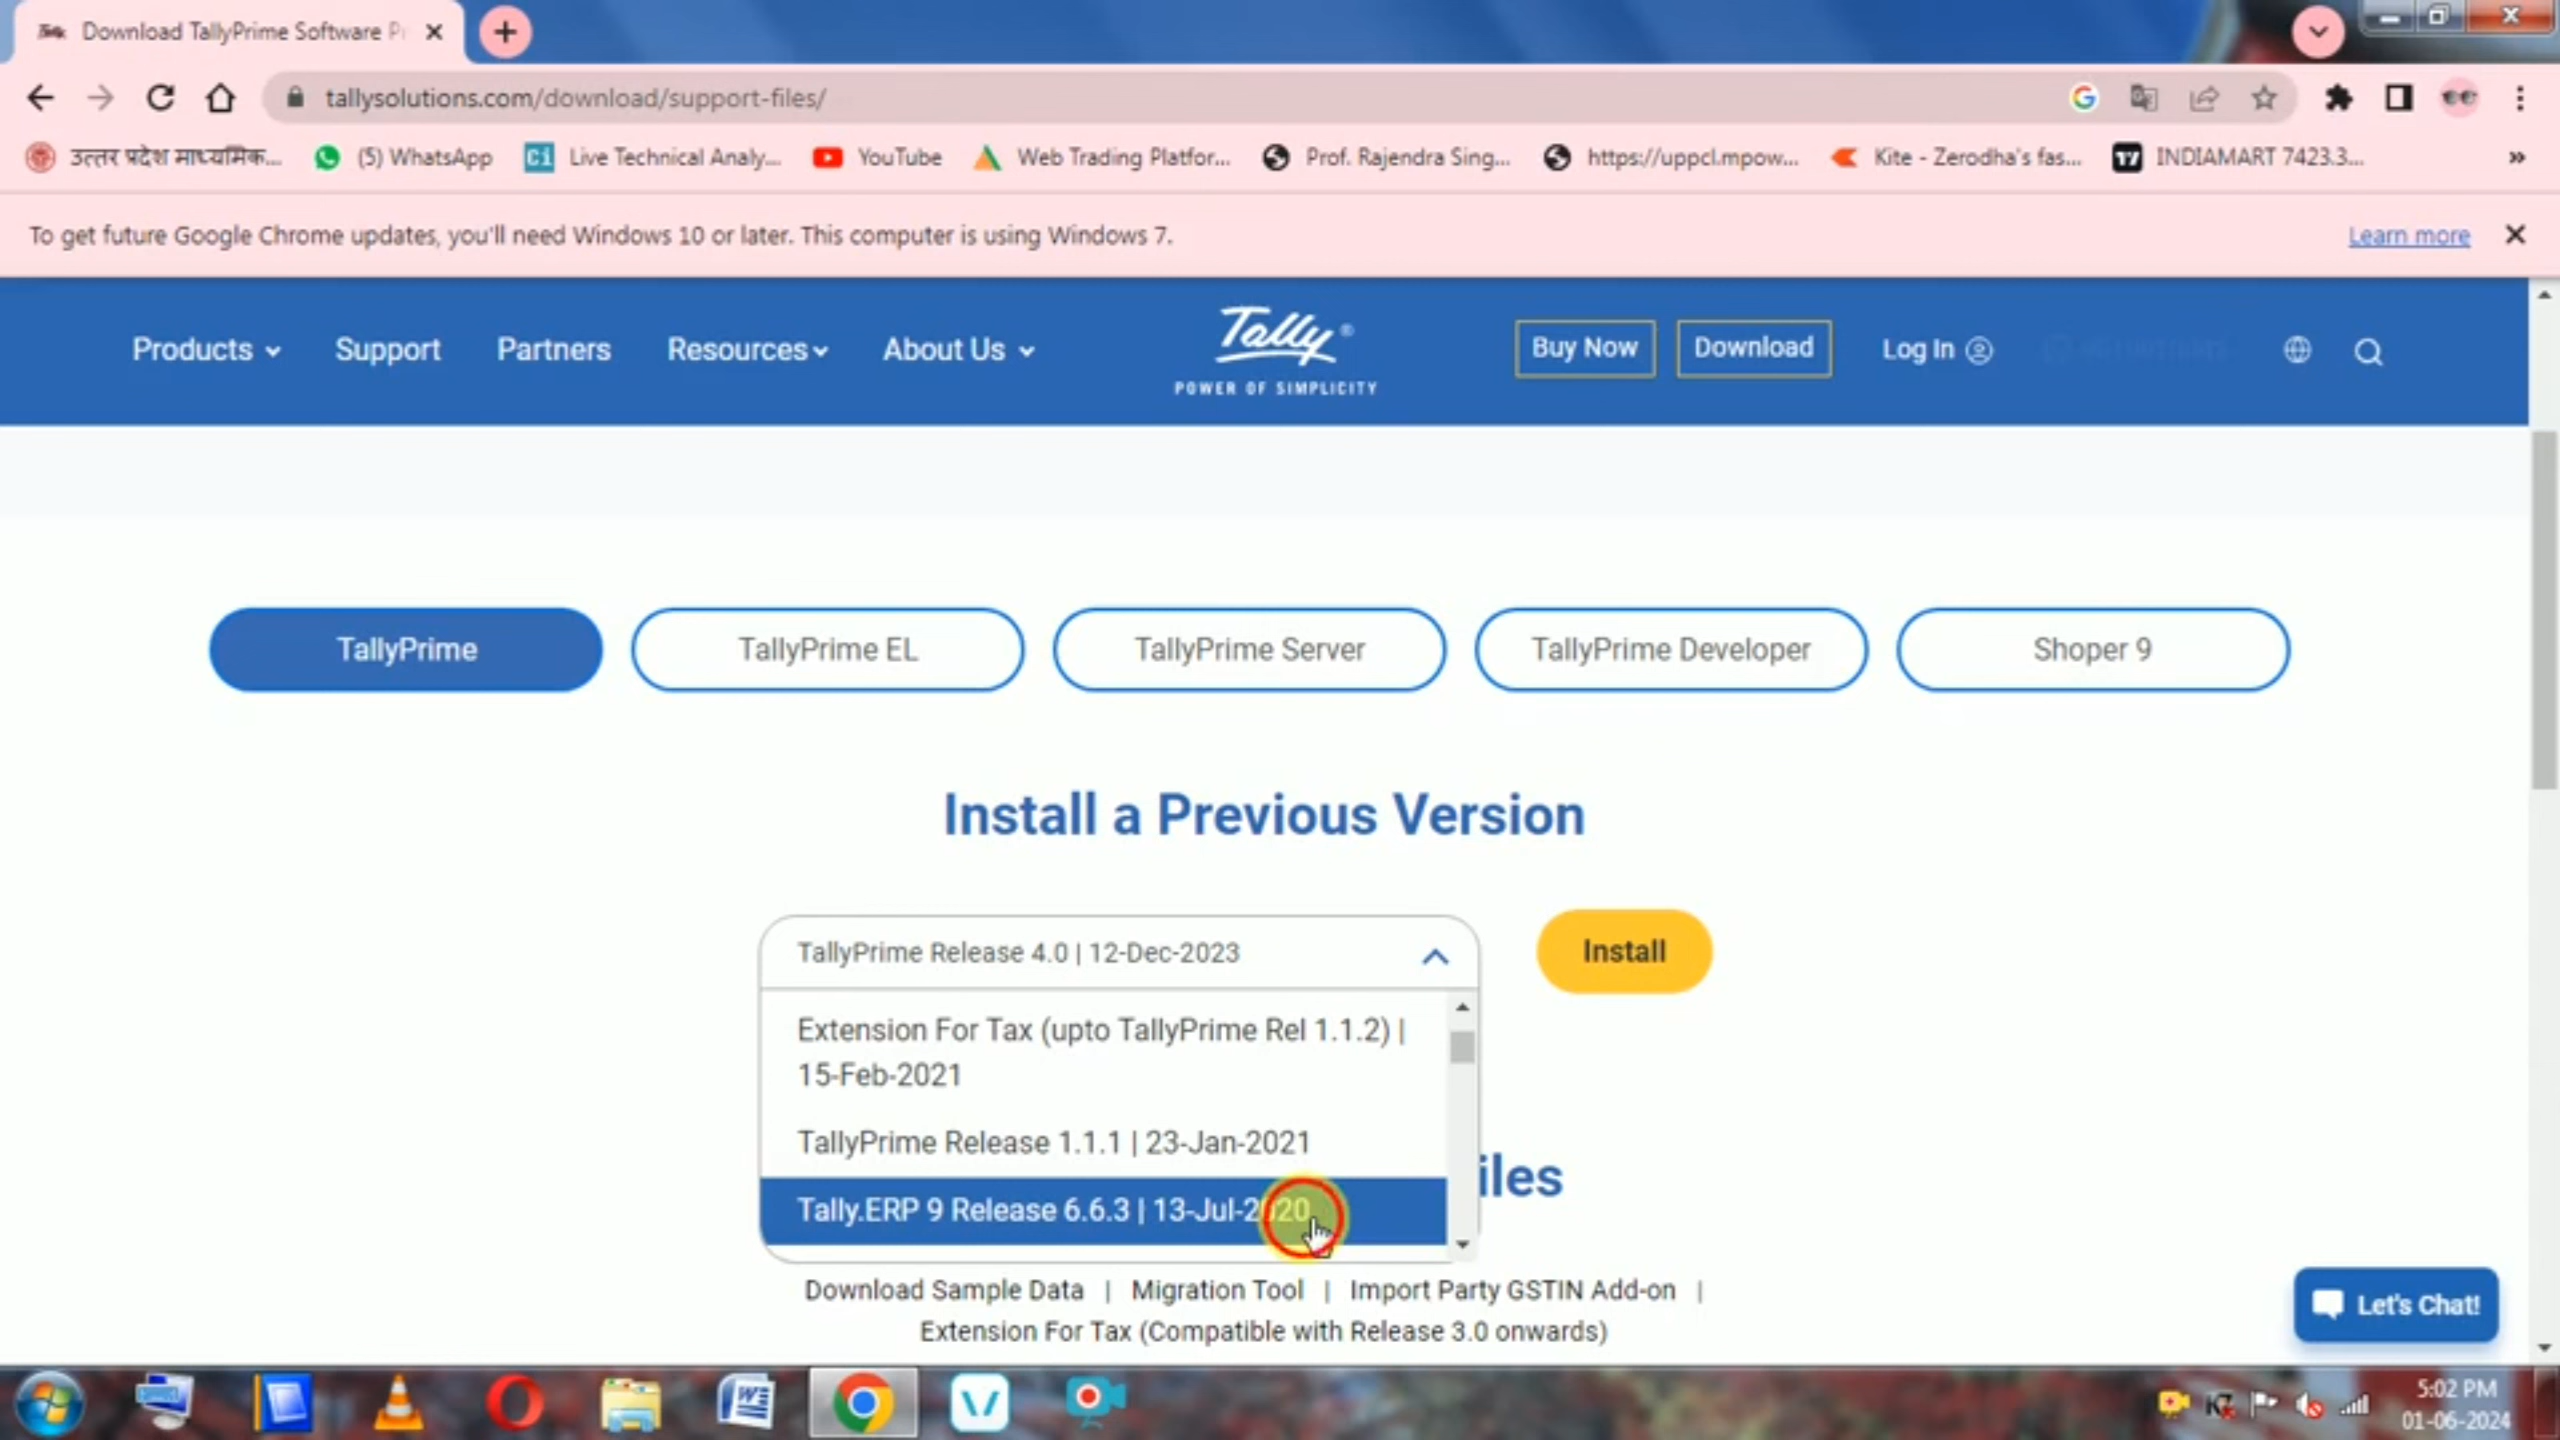 Download TallyPrime Software Pr
tallysolutions.com/download/support-files/
उत्तर प्रदेश माध्यमिक...
(5) WhatsApp
Ci
Live Technical Analy...
YouTube
Web Trading Platfor...
Prof. Rajendra Sing...
https://uppcl.mpow...
Kite - Zerodha's fas...
INDIAMART 7423.3...
To get future Google Chrome updates, you'll need Windows 10 or later. This computer is using Windows 7.
Learn more
Products
Support
Partners
Resources
About Us
Tally®
POWER OF SIMPLICITY
Buy Now
Download
Log In
TallyPrime
TallyPrime EL
TallyPrime Server
TallyPrime Developer
Shoper 9
Install a Previous Version
TallyPrime Release 4.0 | 12-Dec-2023
Install
Extension For Tax (upto TallyPrime Rel 1.1.2) |
15-Feb-2021
TallyPrime Release 1.1.1 | 23-Jan-2021
iles
Tally.ERP 9 Release 6.6.3 | 13-Jul-2020
Download Sample Data | Migration Tool | Import Party GSTIN Add-on |
Extension For Tax (Compatible with Release 3.0 onwards)
Let's Chat!
5:02 PM
01-06-2024